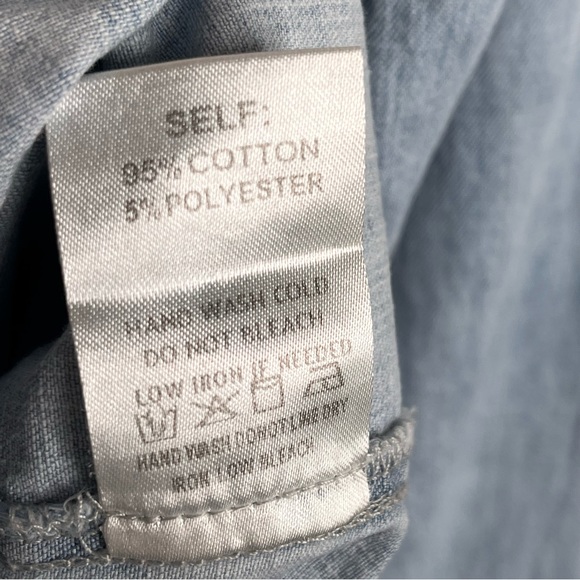 SELF:
95% COTTON
5% POLYESTER
HAND WASH COLD
DO NOT BLEACH
LOW IRON IF NEEDED
HAND WASH DO NOT LINE DRY
IRON LOW BLEACH